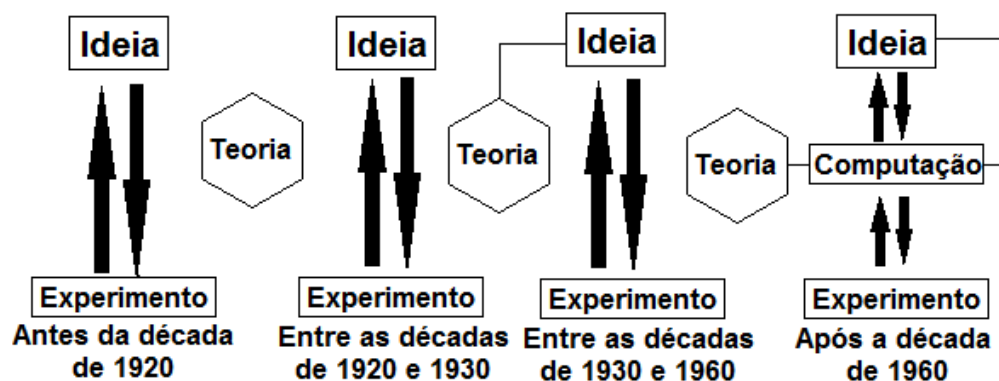 Ideia
Teoria
Experimento
Antes da década
de 1920
Ideia
Teoria
Experimento
Entre as décadas
de 1920 e 1930
Ideia
Teoria
Experimento
Entre as décadas
de 1930 e 1960
Ideia
Computação
Experimento
Após a década
de 1960